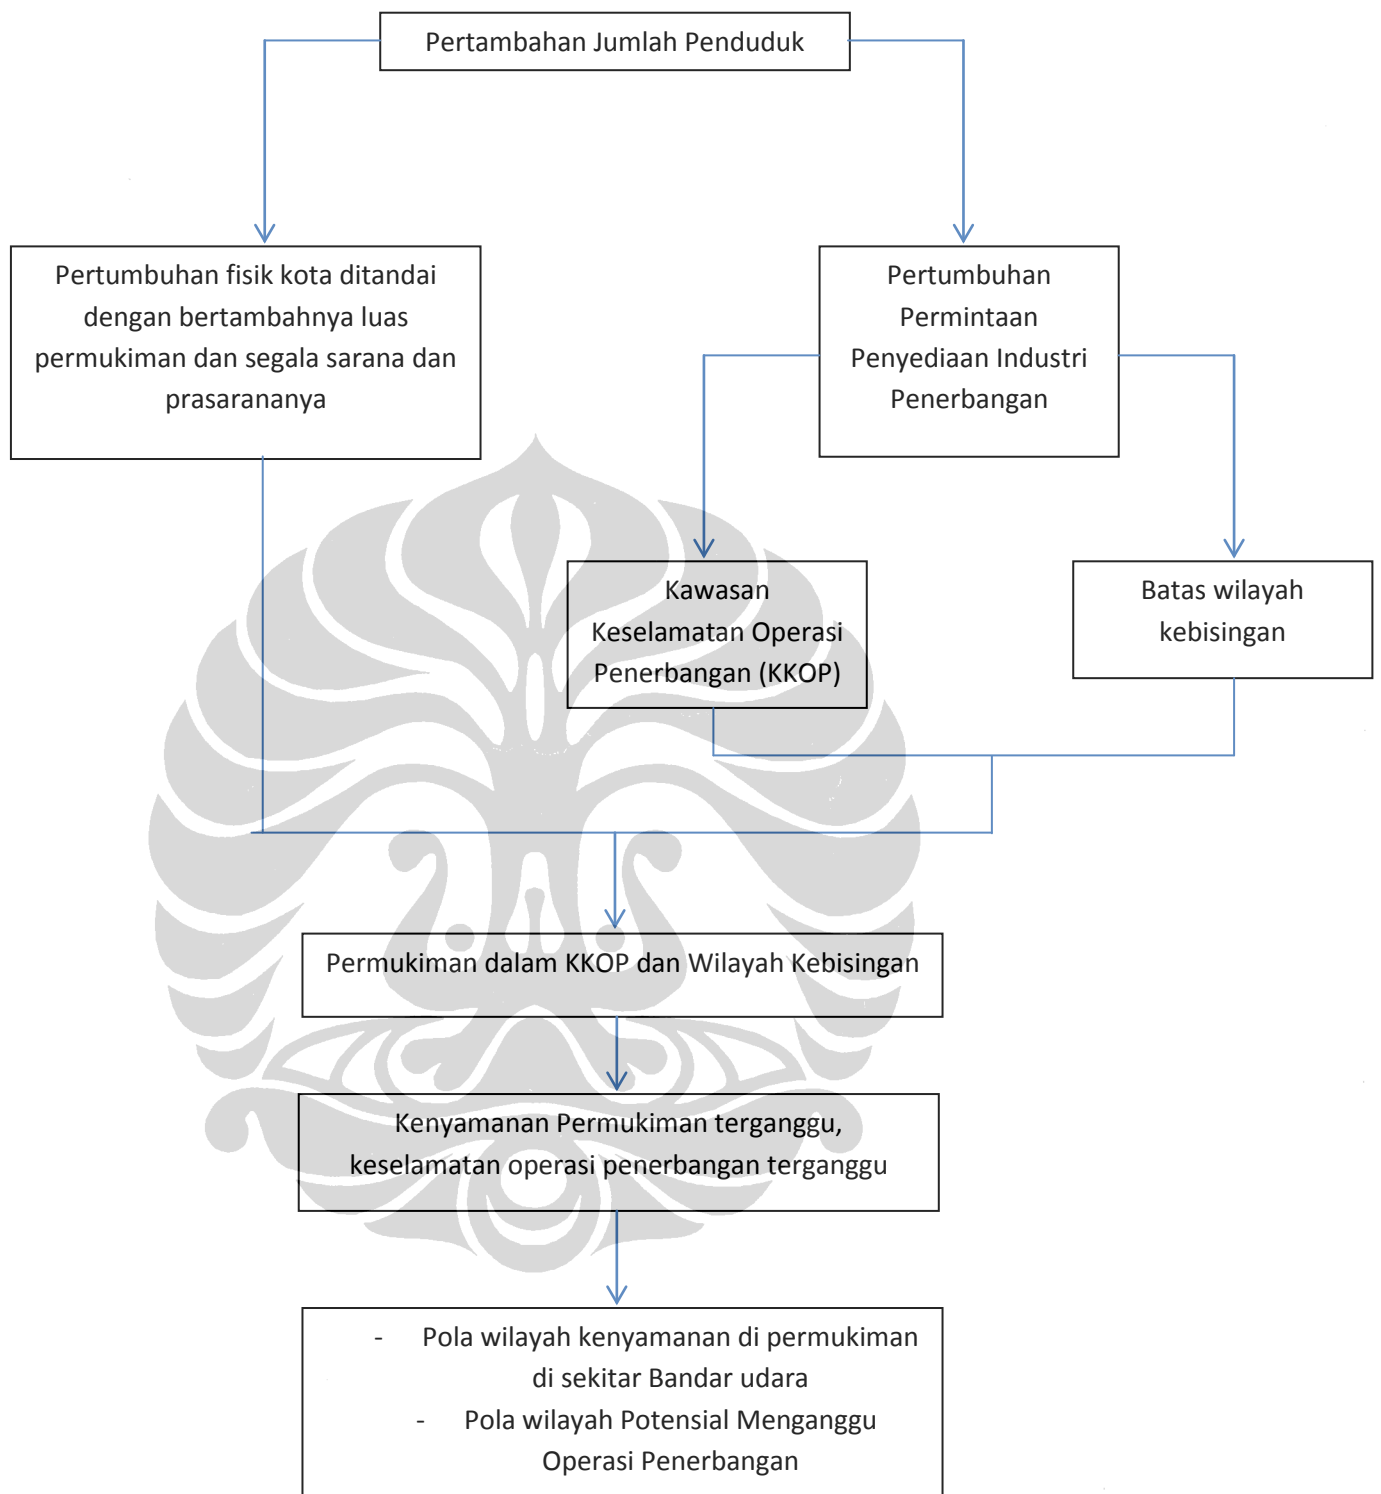 Pertambahan Jumlah Penduduk
Pertumbuhan fisik kota ditandai
dengan bertambahnya luas
permukiman dan segala sarana dan
prasarananya
Pertumbuhan
Permintaan
Penyediaan Industri
Penerbangan
Kawasan
Keselamatan Operasi
Penerbangan (KKOP)
Batas wilayah
kebisingan
Permukiman dalam KKOP dan Wilayah Kebisingan
Kenyamanan Permukiman terganggu,
keselamatan operasi penerbangan terganggu
- Pola wilayah kenyamanan di permukiman
di sekitar Bandar udara
- Pola wilayah Potensial Menganggu
Operasi Penerbangan